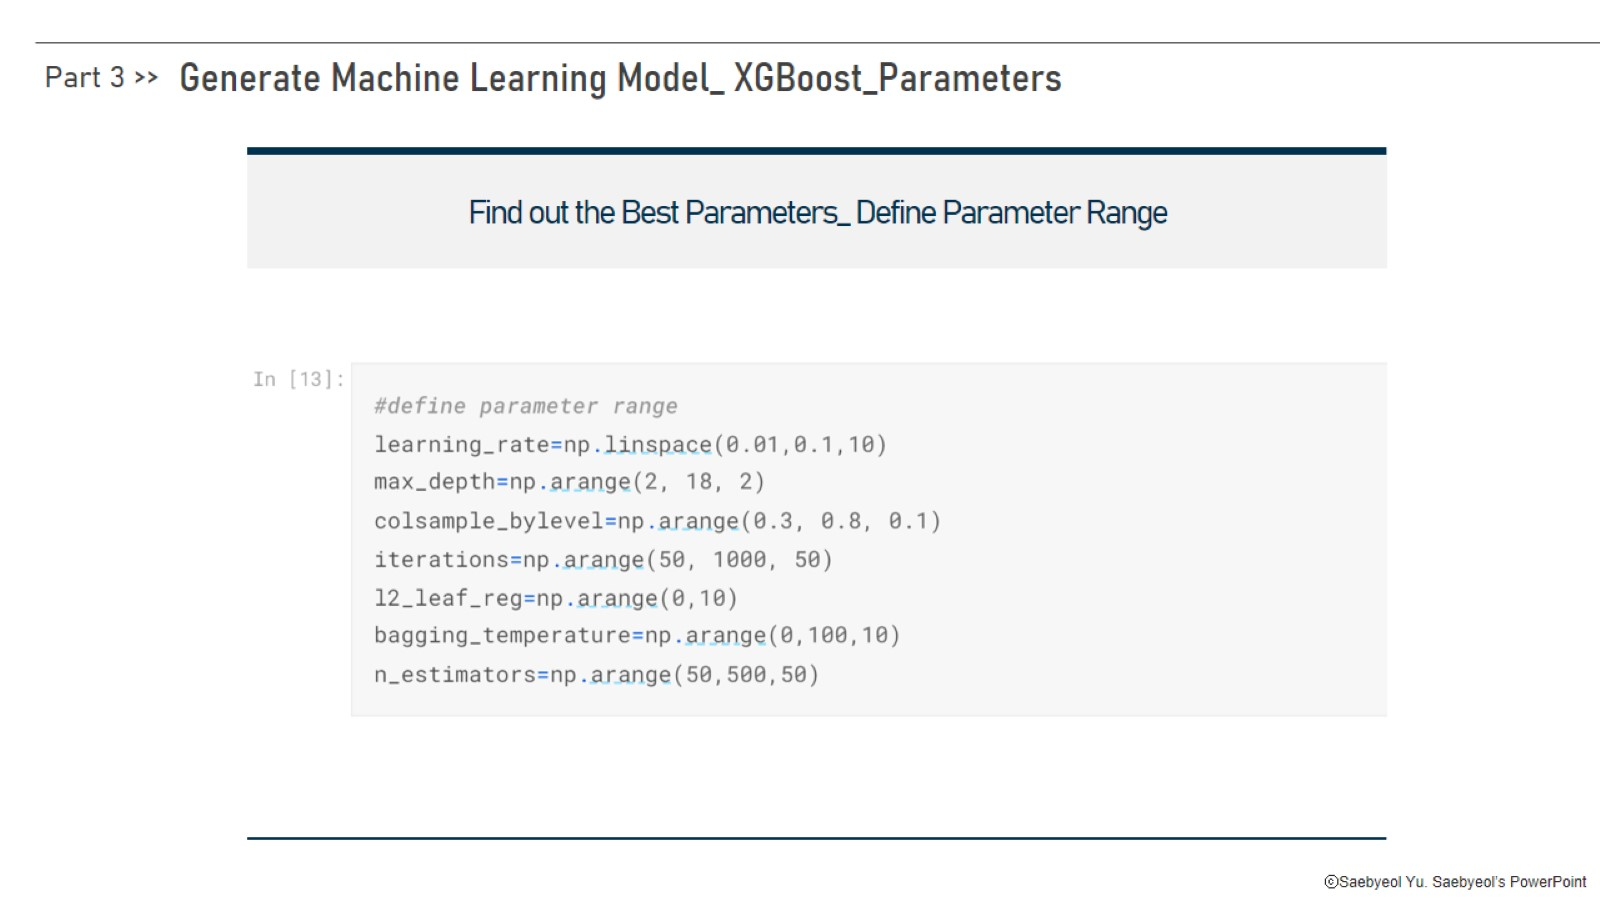 Part 3 >> Generate Machine Learning Model_ XGBoost_Parameters
Find out the Best Parameters_ Define Parameter Range
In [13]:
#define parameter range
learning_rate=np.linspace(0.01,0.1,10)
max_depth=np.arange(2, 18, 2)
colsample_bylevel=np.arange(0.3, 0.8, 0.1)
iterations=np.arange(50, 1000, 50)
l2_leaf_reg=np.arange(0,10)
bagging_temperature=np.arange(0,100,10)
n_estimators=np.arange(50,500,50)
ⓒSaebyeol Yu. Saebyeol's PowerPoint